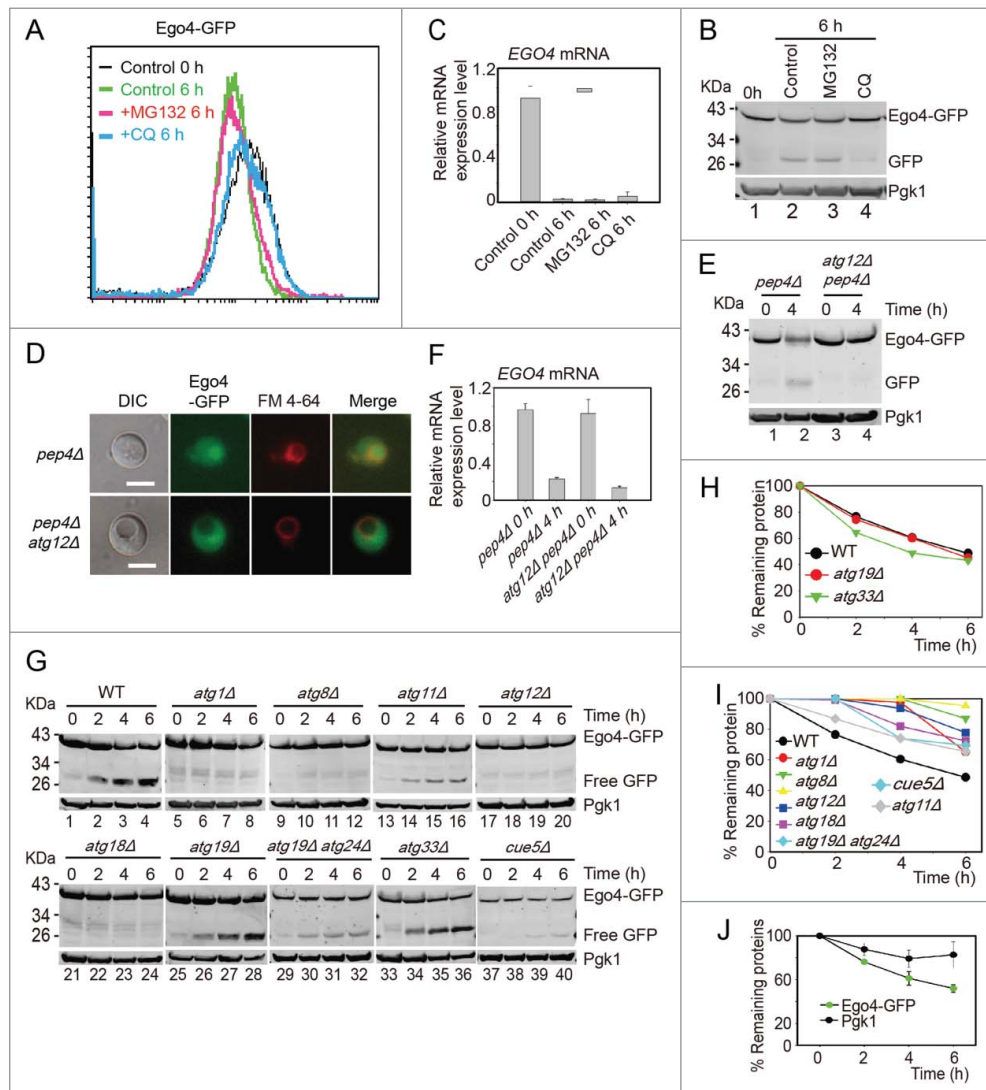 A
Ego4-GFP
Control 0 h
Control 6 h
+MG132 6 h
+CQ 6 h
C
EGO4 mRNA
Relative mRNA
expression level
1.2
0.8
0.4
0
Control 0 h
Control 6 h
MG132 6 h
CQ 6 h
B
6 h
KDa
0h
Control
MG132
CQ
43
34
26
Ego4-GFP
GFP
Pgk1
1 2 3 4
E
pep4Δ
atg12Δ
pep4Δ
KDa
0 4 0 4 Time (h)
43
34
26
Ego4-GFP
GFP
Pgk1
1 2 3 4
D
DIC
Ego4
-GFP
FM 4-64
Merge
pep4Δ
pep4Δ
atg12Δ
F
EGO4 mRNA
Relative mRNA
expression level
1.2
0.8
0.4
0
pep4Δ 0 h
pep4Δ 4 h
atg12Δ pep4Δ 0 h
atg12Δ pep4Δ 4 h
H
% Remaining protein
100
80
60
40
20
0
WT
atg19Δ
atg33Δ
0 2 4 6
Time (h)
G
WT atg1Δ atg8Δ atg11Δ atg12Δ
KDa
0 2 4 6 0 2 4 6 0 2 4 6 0 2 4 6 0 2 4 6 Time (h)
43
34
26
Ego4-GFP
Free GFP
Pgk1
1 2 3 4 5 6 7 8 9 10 11 12 13 14 15 16 17 18 19 20
atg18Δ atg19Δ atg19Δ atg24Δ atg33Δ cue5Δ
KDa
0 2 4 6 0 2 4 6 0 2 4 6 0 2 4 6 0 2 4 6 Time (h)
43
34
26
Ego4-GFP
Free GFP
Pgk1
21 22 23 24 25 26 27 28 29 30 31 32 33 34 35 36 37 38 39 40
I
% Remaining protein
100
80
60
40
20
0
WT
atg1Δ
atg8Δ
atg12Δ
atg18Δ
atg19Δ atg24Δ
cue5Δ
atg11Δ
0 2 4 6
Time (h)
J
% Remaining proteins
100
60
20
0
Ego4-GFP
Pgk1
0 2 4 6
Time (h)